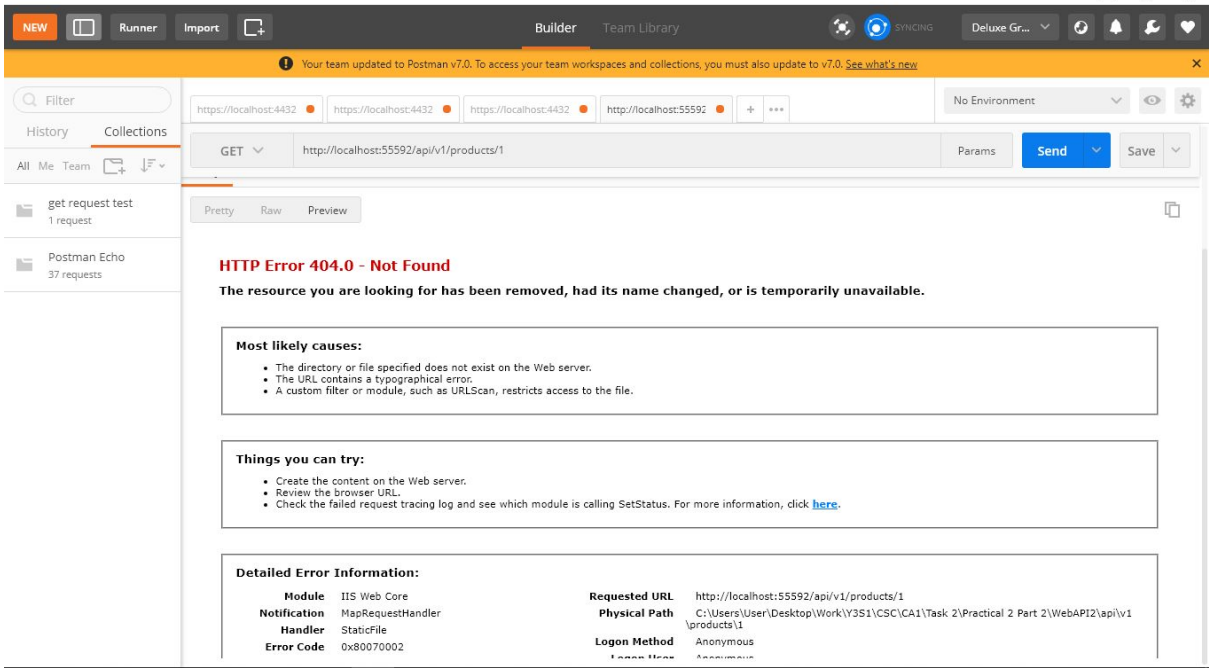 NEW Runner Import Builder Team Library SYNCING Deluxe Gr...
Your team updated to Postman v7.0. To access your team workspaces and collections, you must also update to v7.0. See what's new
Filter
History Collections
All Me Team
get request test
1 request
Postman Echo
37 requests
https://localhost:4432 https://localhost:4432 https://localhost:4432 http://localhost:55592 + •••
No Environment
GET http://localhost:55592/api/v1/products/1 Params Send Save
Pretty Raw Preview
HTTP Error 404.0 - Not Found
The resource you are looking for has been removed, had its name changed, or is temporarily unavailable.
Most likely causes:
• The directory or file specified does not exist on the Web server.
• The URL contains a typographical error.
• A custom filter or module, such as URLScan, restricts access to the file.
Things you can try:
• Create the content on the Web server.
• Review the browser URL.
• Check the failed request tracing log and see which module is calling SetStatus. For more information, click here.
Detailed Error Information:
Module IIS Web Core
Notification MapRequestHandler
Handler StaticFile
Error Code 0x80070002
Requested URL http://localhost:55592/api/v1/products/1
Physical Path C:\Users\User\Desktop\Work\Y3S1\CSC\CA1\Task 2\Practical 2 Part 2\WebAPI2\api\v1
\products\1
Logon Method Anonymous
Logon User Anonymous